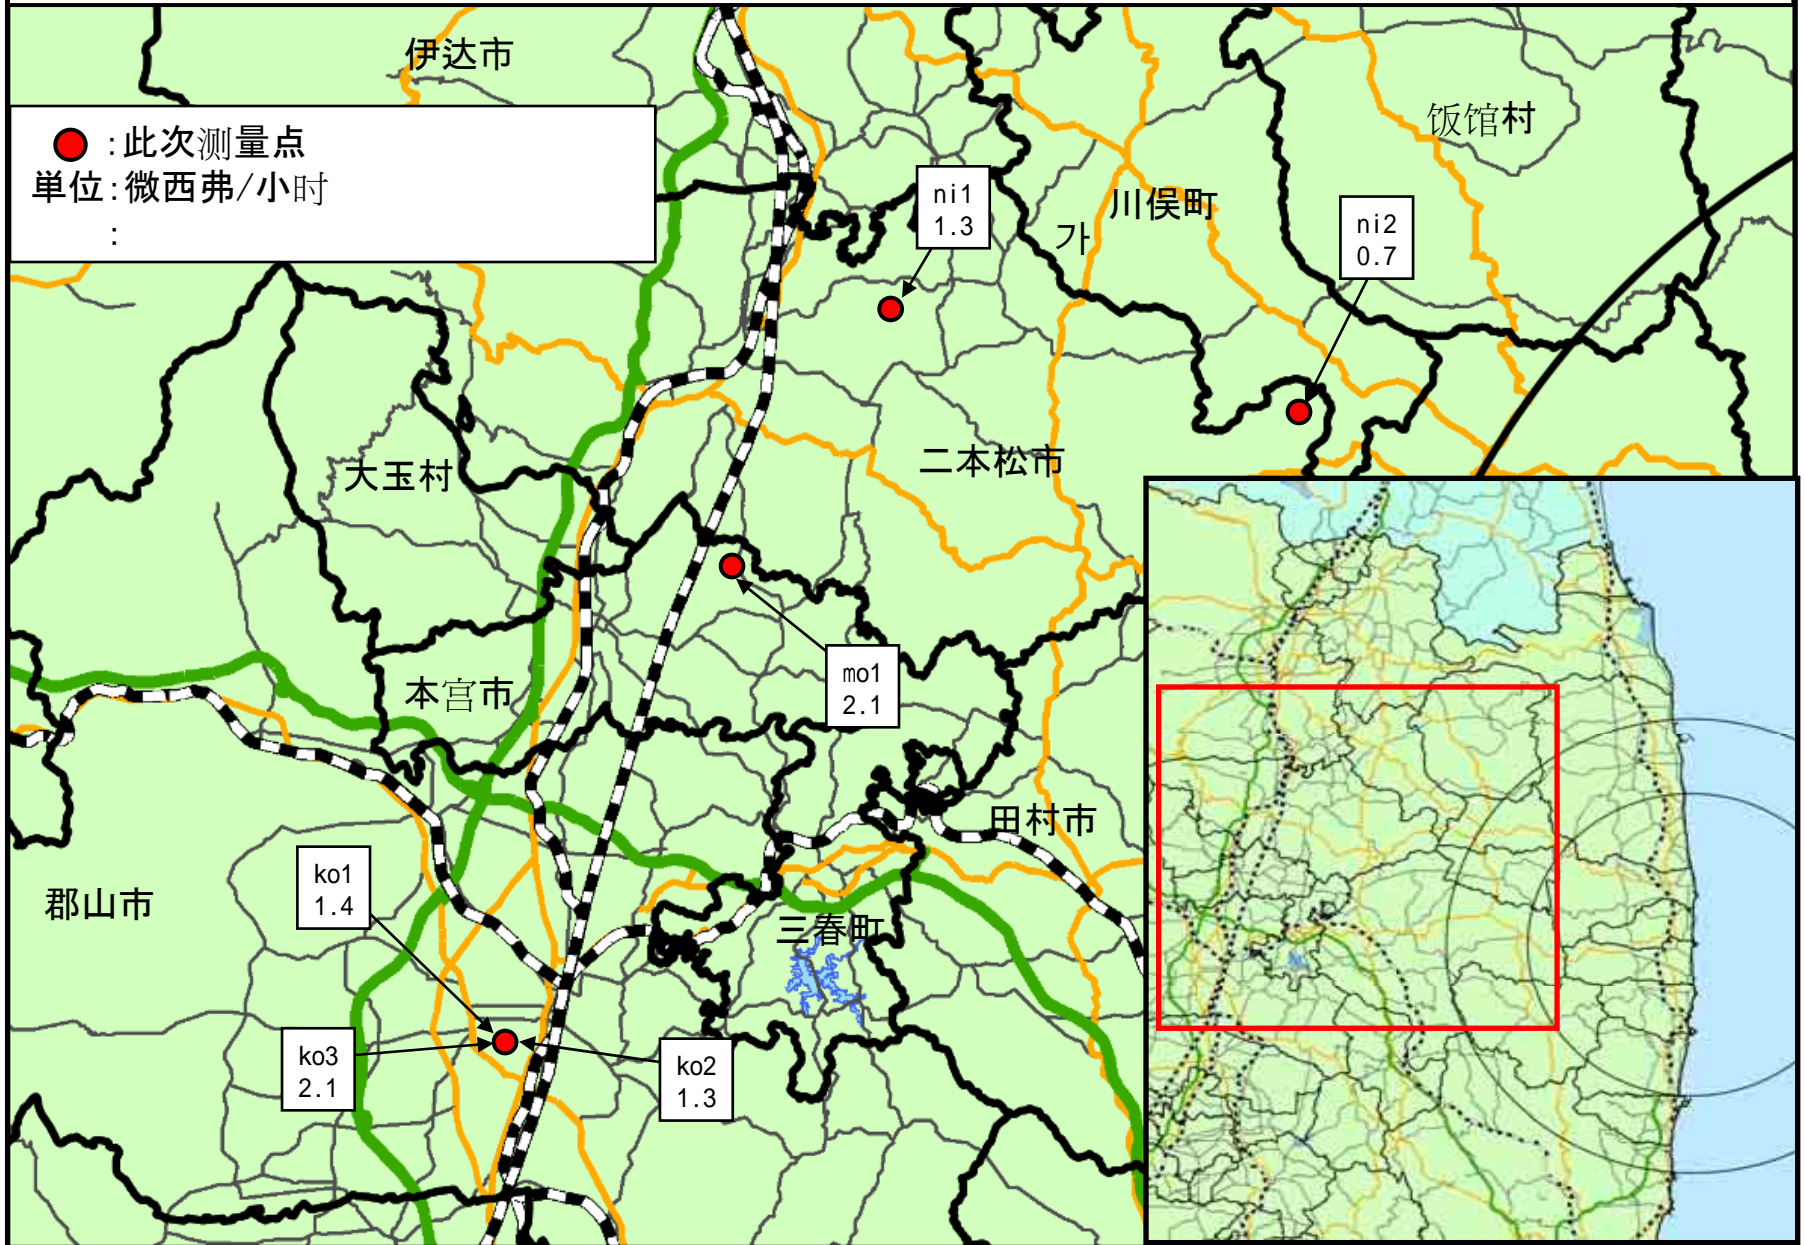 伊达市
饭馆村
:此次测量点
単位:微西弗/小时
:
ni1
1.3
川俣町
가
ni2
0.7
大玉村
二本松市
mo1
2.1
本宫市
田村市
ko1
1.4
郡山市
三春町
ko3
2.1
ko2
1.3